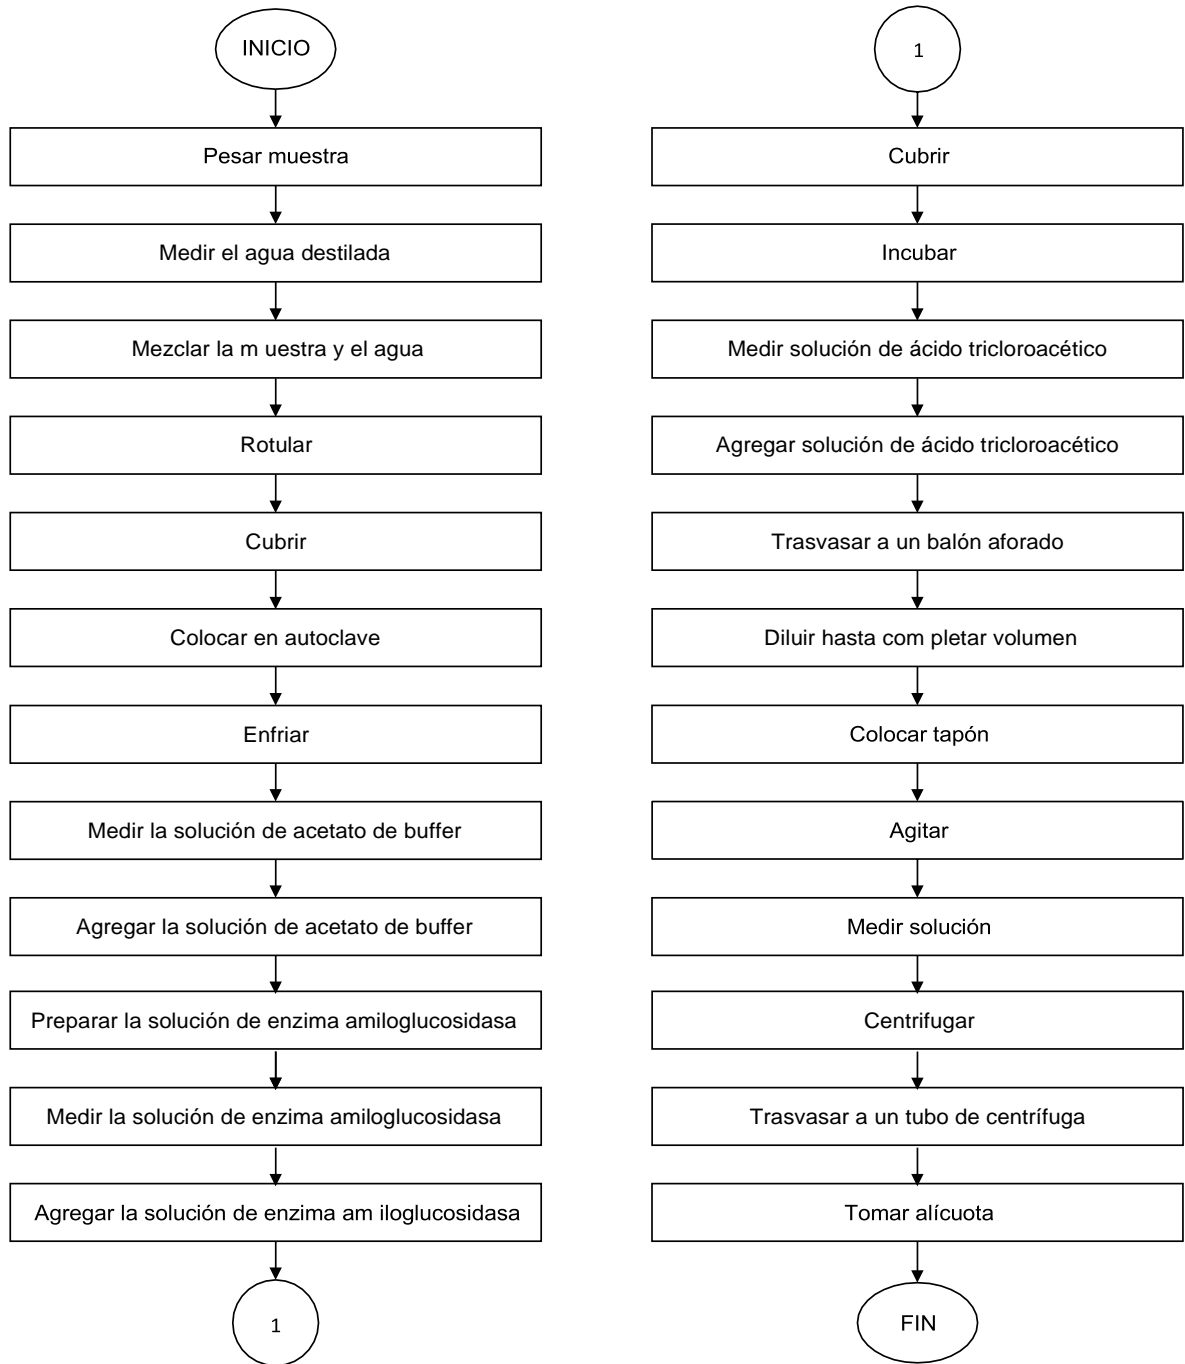 INICIO
Pesar muestra
Medir el agua destilada
Mezclar la m uestra y el agua
Rotular
Cubrir
Colocar en autoclave
Enfriar
Medir la solución de acetato de buffer
Agregar la solución de acetato de buffer
Preparar la solución de enzima amiloglucosidasa
Medir la solución de enzima amiloglucosidasa
Agregar la solución de enzima am iloglucosidasa
1
1
Cubrir
Incubar
Medir solución de ácido tricloroacético
Agregar solución de ácido tricloroacético
Trasvasar a un balón aforado
Diluir hasta com pletar volumen
Colocar tapón
Agitar
Medir solución
Centrifugar
Trasvasar a un tubo de centrífuga
Tomar alícuota
FIN